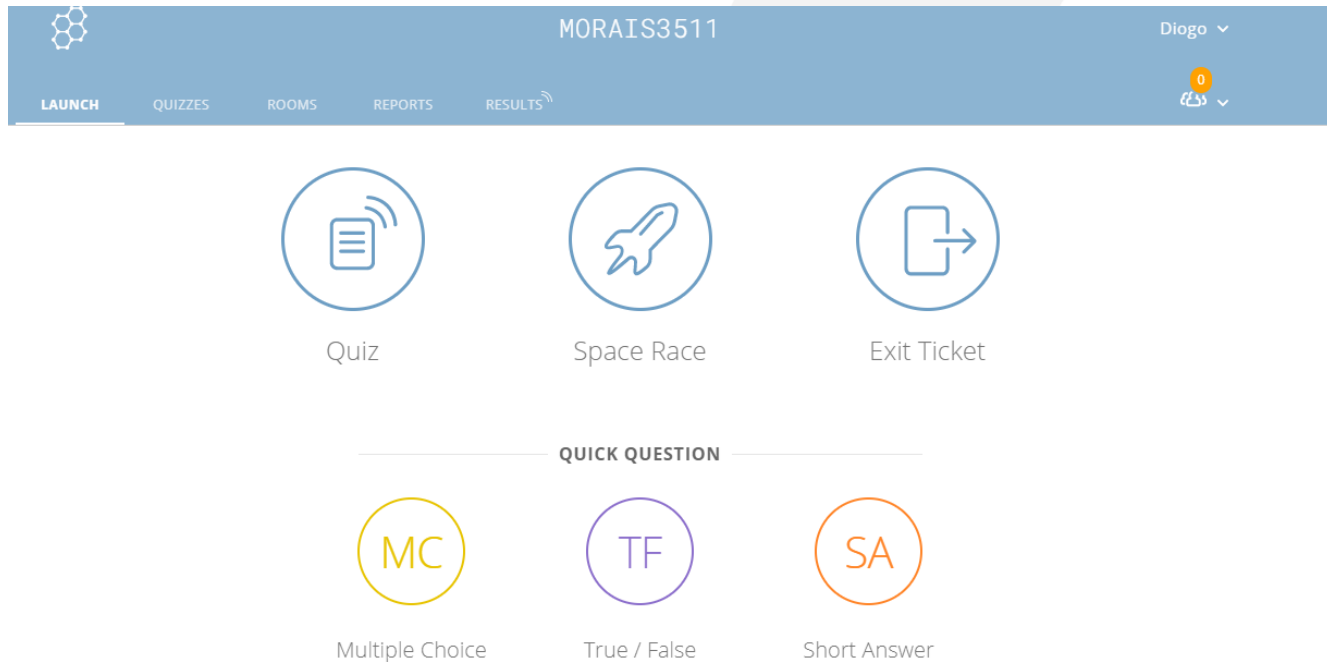 MORAIS3511
Diogo
0
LAUNCH QUIZZES ROOMS REPORTS RESULTS
Quiz Space Race Exit Ticket
QUICK QUESTION
MC TF SA
Multiple Choice True / False Short Answer